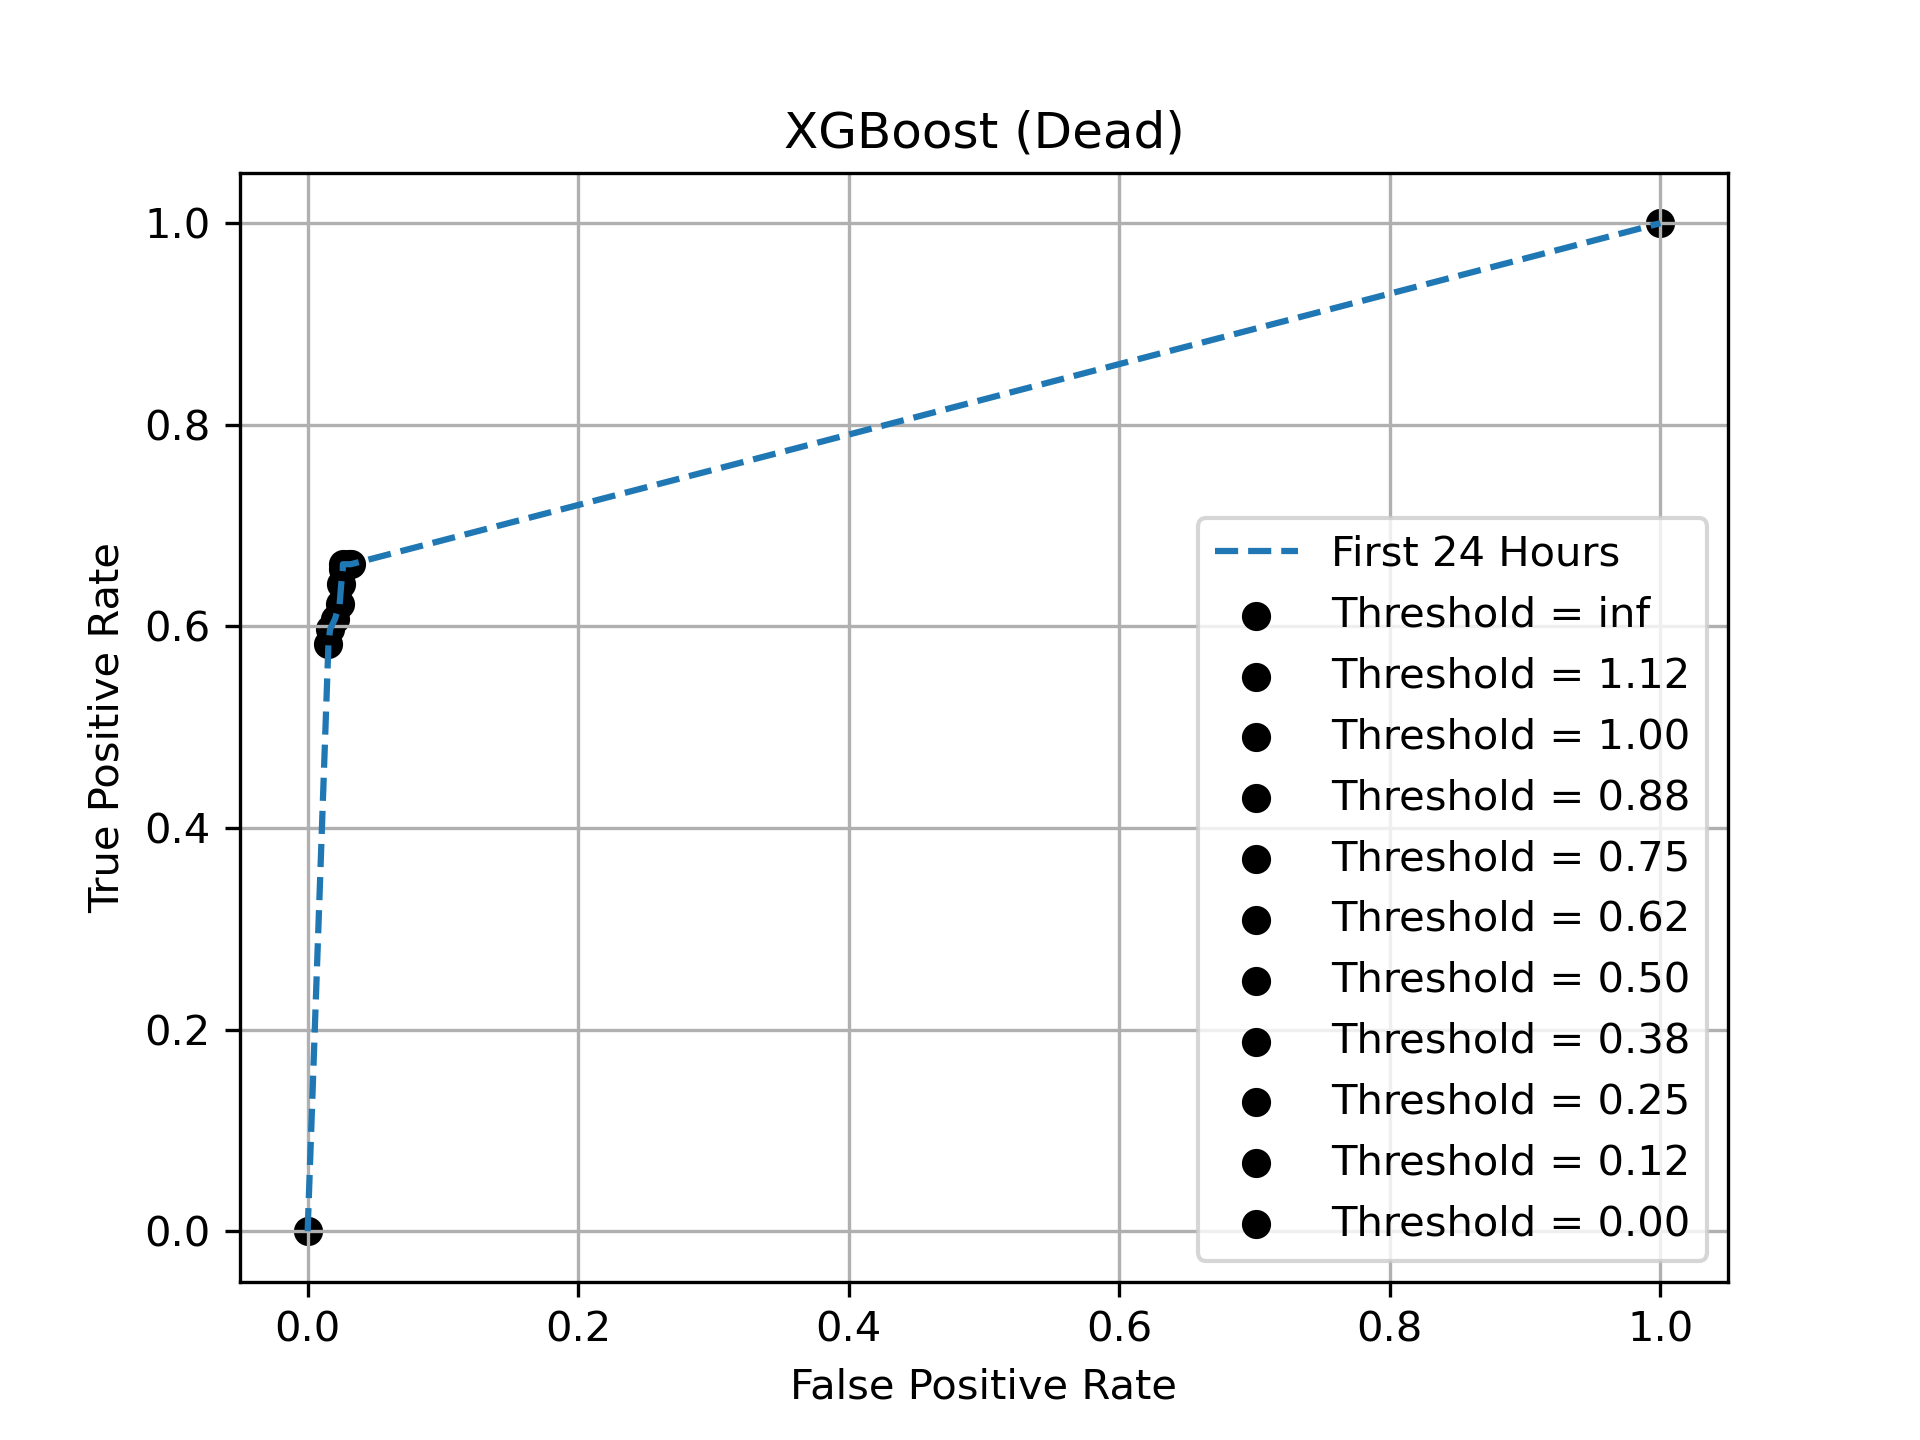 XGBoost (Dead)
1.0
0.8
0.6
0.4
0.2
0.0
True Positive Rate
First 24 Hours
Threshold = inf
Threshold = 1.12
Threshold = 1.00
Threshold = 0.88
Threshold = 0.75
Threshold = 0.62
Threshold = 0.50
Threshold = 0.38
Threshold = 0.25
Threshold = 0.12
Threshold = 0.00
0.0 0.2 0.4 0.6 0.8 1.0
False Positive Rate